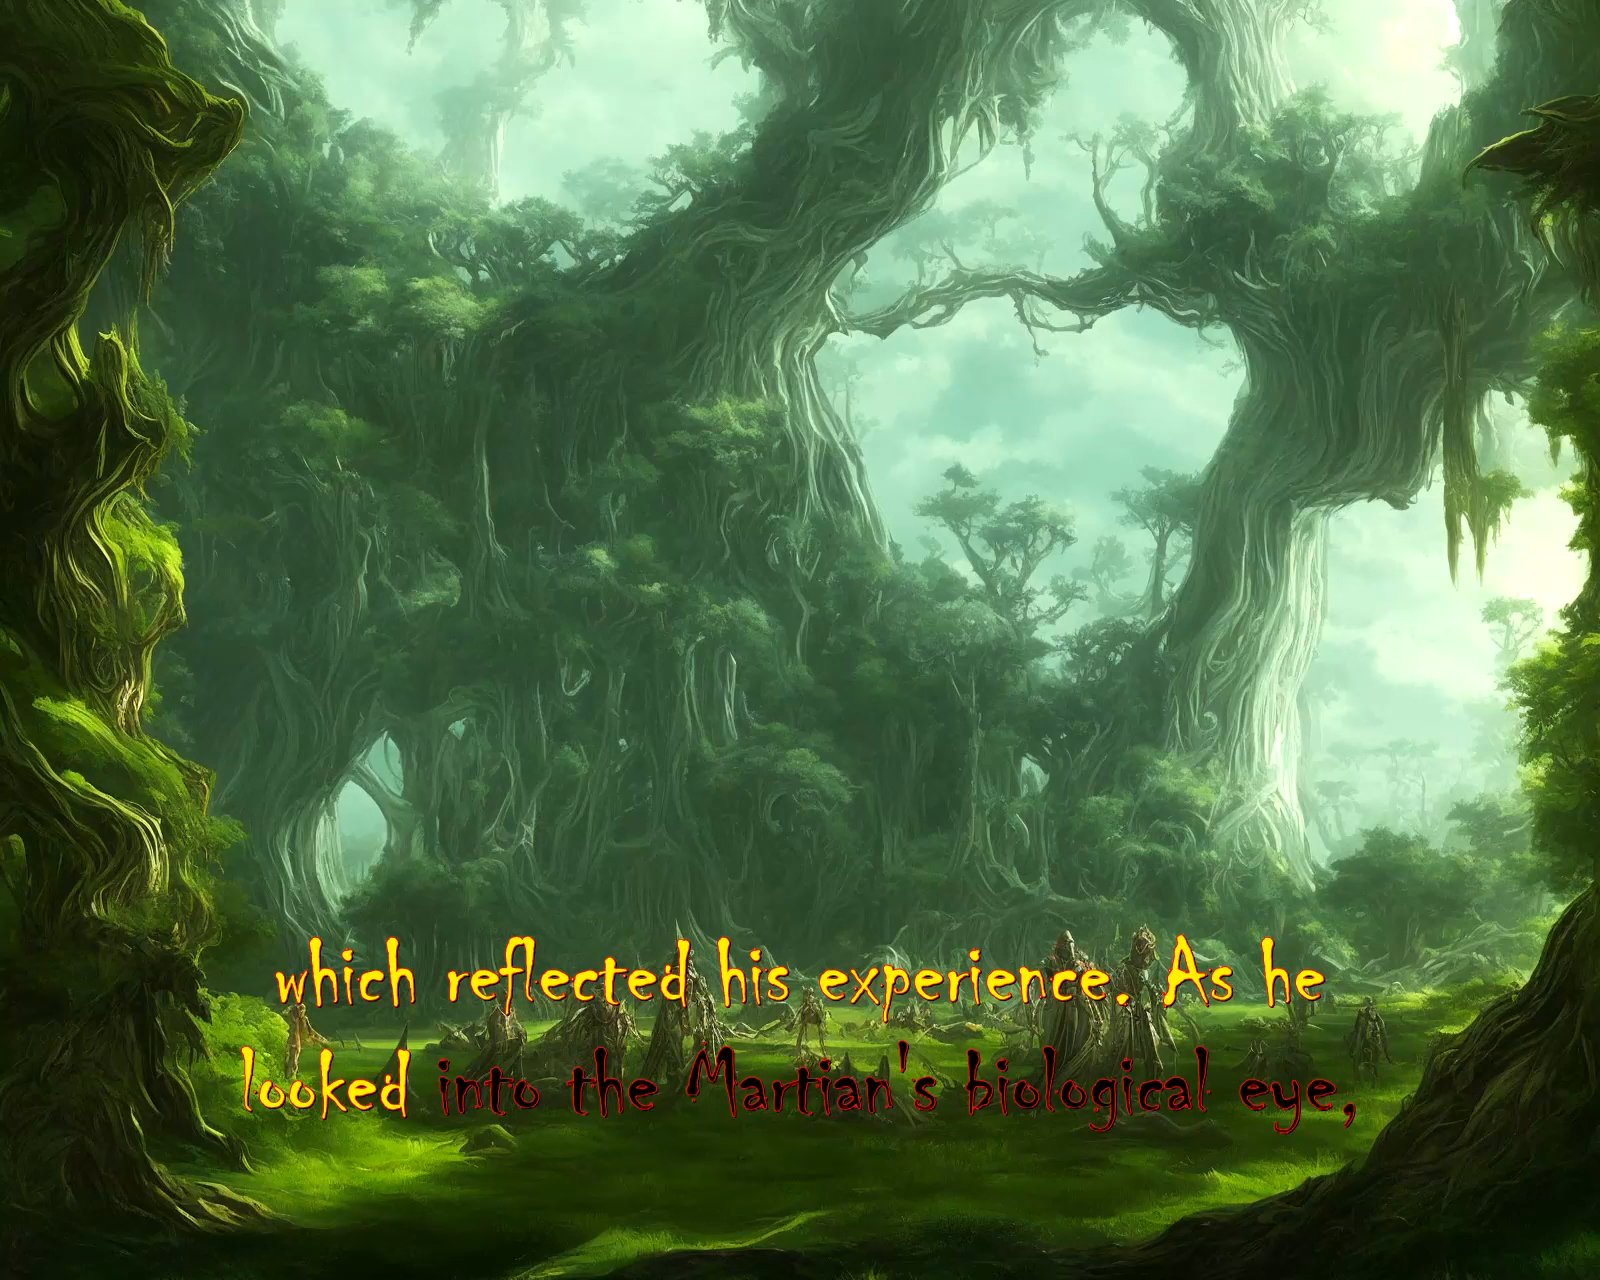 which reflected his experience. As he
looked into the Martian's biological eye,